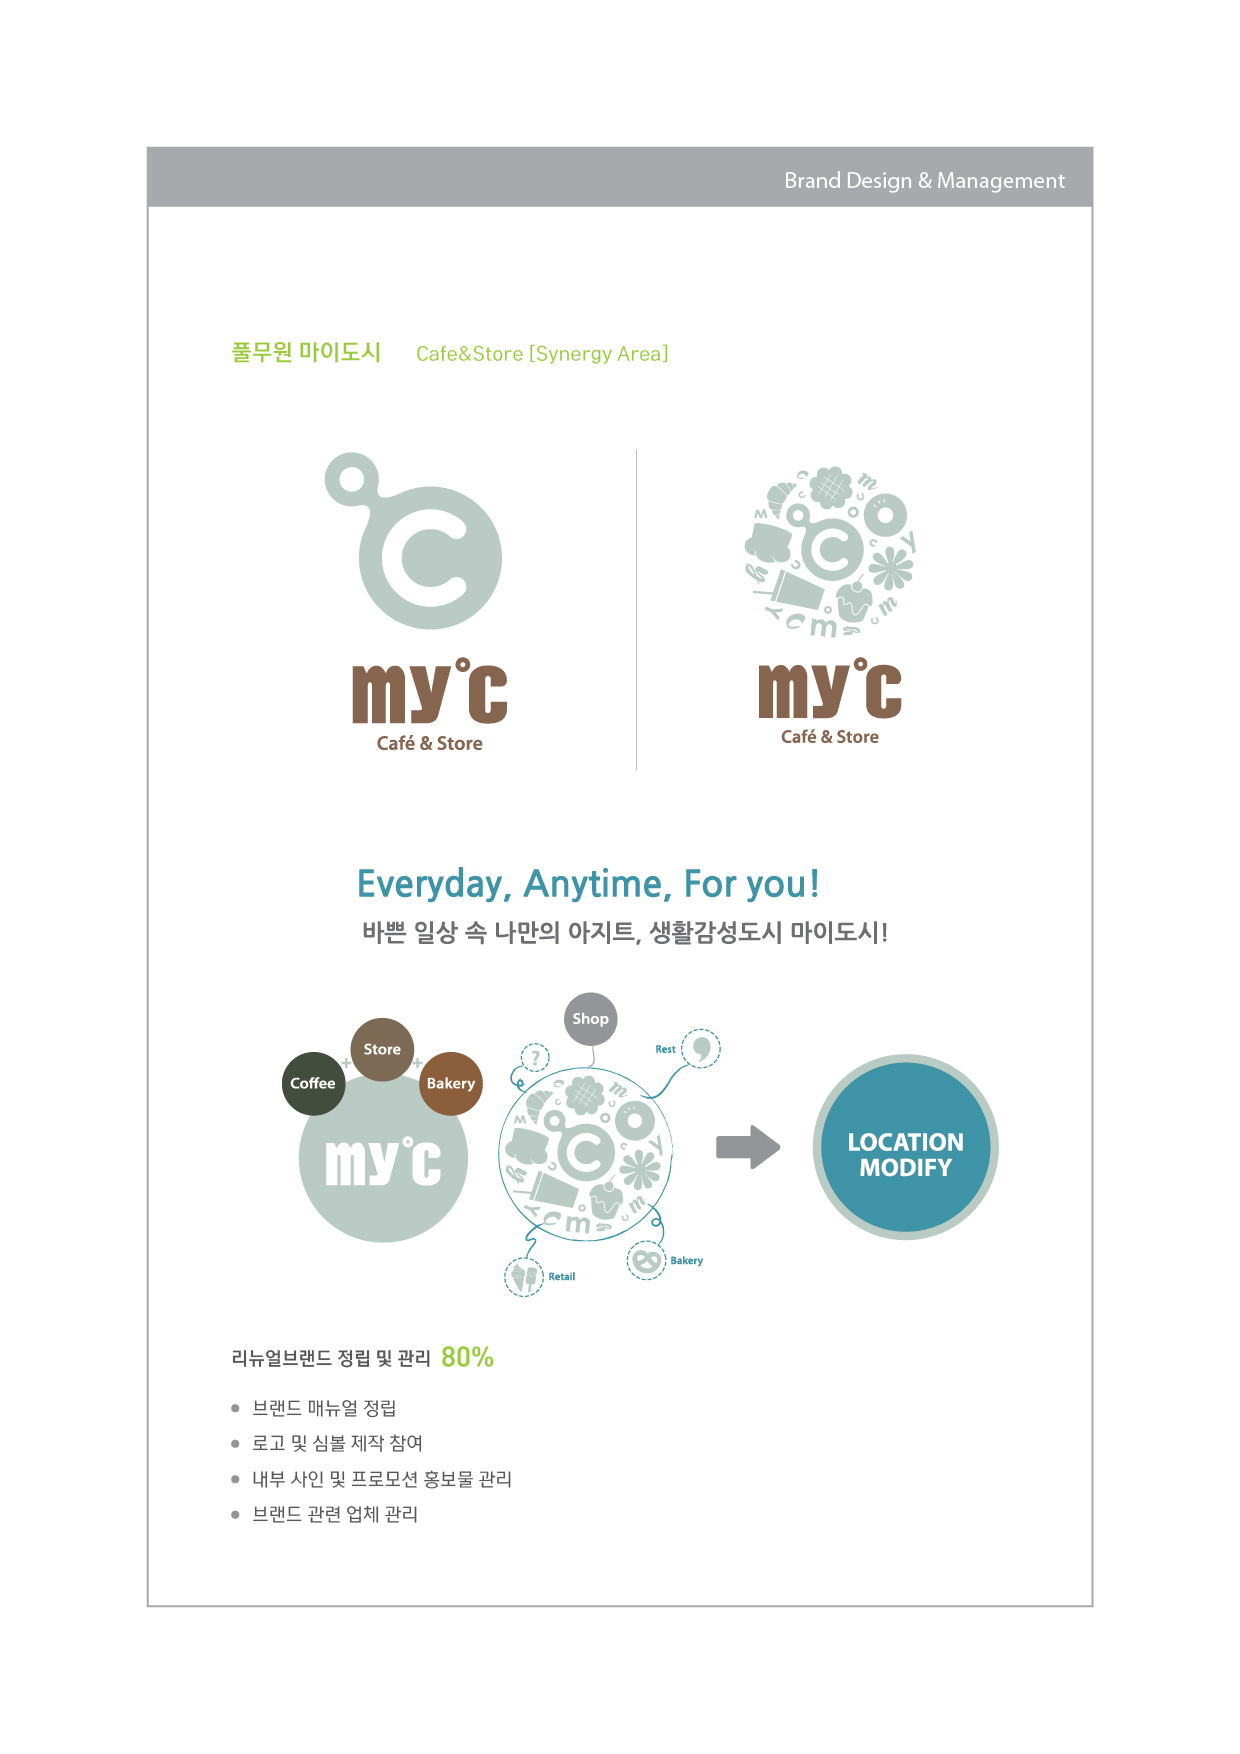 Brand Design & Management
풀무원 마이도시 Cafe&Store [Synergy Area]
my°c
Café & Store
my°c
Café & Store
Everyday, Anytime, For you!
바쁜 일상 속 나만의 아지트, 생활감성도시 마이도시!
Coffee
+
Store
+
Bakery
my°c
Shop
?
Rest
Retail
Bakery
LOCATION
MODIFY
리뉴얼브랜드 정립 및 관리 80%
브랜드 매뉴얼 정립
로고 및 심볼 제작 참여
내부 사인 및 프로모션 홍보물 관리
브랜드 관련 업체 관리